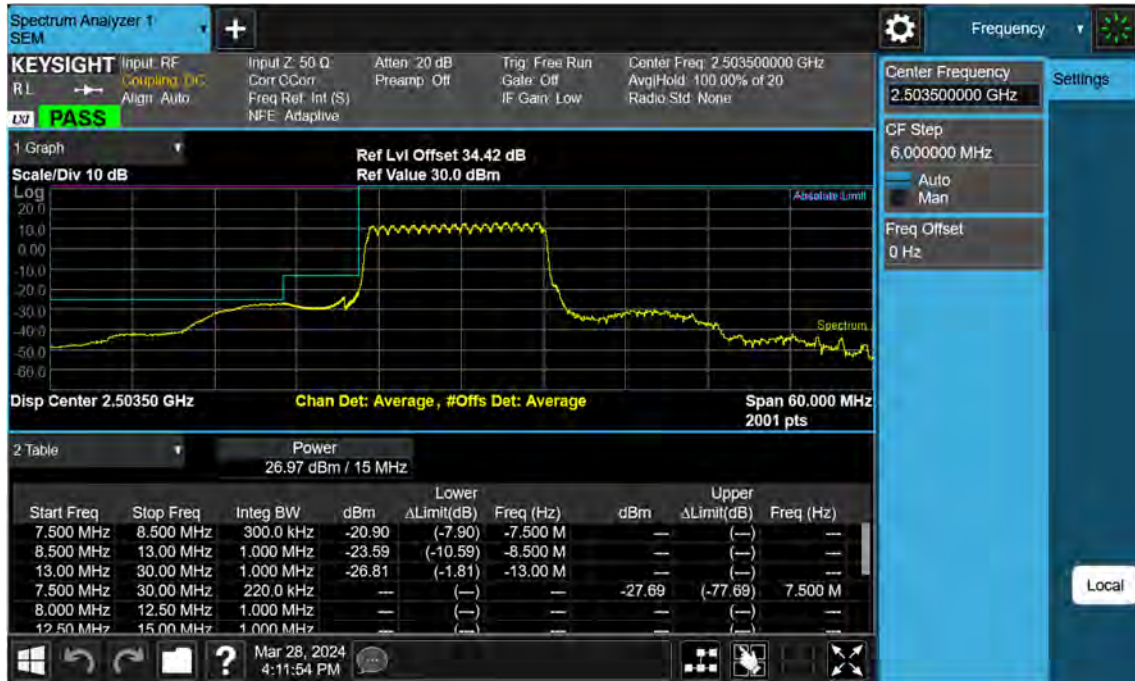 Spectrum Analyzer 1
SEM
+
Frequency
KEYSIGHT Input: RF Input Z: 50 Ω Atten: 20 dB Trig: Free Run Center Freq: 2.503500000 GHz
RL Coupling: DC Corr CCorr Preamp: Off Gate: Off Avg|Hold: 100.00% of 20
Align: Auto Freq Ref: Int (S) IF Gain: Low Radio Std: None
LXI PASS NFE: Adaptive
Center Frequency
2.503500000 GHz
Settings
CF Step
6.000000 MHz
Auto
Man
Freq Offset
0 Hz
Local
1 Graph
Ref Lvl Offset 34.42 dB
Scale/Div 10 dB Ref Value 30.0 dBm
Log
Absolute Limit
20.0
10.0
0.00
-10.0
-20.0
-30.0
Spectrum
-40.0
-50.0
-60.0
Disp Center 2.50350 GHz Chan Det: Average, #Offs Det: Average Span 60.000 MHz
2001 pts
2 Table Power
26.97 dBm / 15 MHz
Lower Upper
Start Freq Stop Freq Integ BW dBm ΔLimit(dB) Freq (Hz) dBm ΔLimit(dB) Freq (Hz)
7.500 MHz 8.500 MHz 300.0 kHz -20.90 (-7.90) -7.500 M --- (---) ---
8.500 MHz 13.00 MHz 1.000 MHz -23.59 (-10.59) -8.500 M --- (---) ---
13.00 MHz 30.00 MHz 1.000 MHz -26.81 (-1.81) -13.00 M --- (---) ---
7.500 MHz 30.00 MHz 220.0 kHz --- (---) --- -27.69 (-77.69) 7.500 M
8.000 MHz 12.50 MHz 1.000 MHz --- (---) --- --- (---) ---
12.50 MHz 15.00 MHz 1.000 MHz --- (---) --- --- (---) ---
? Mar 28, 2024
4:11:54 PM